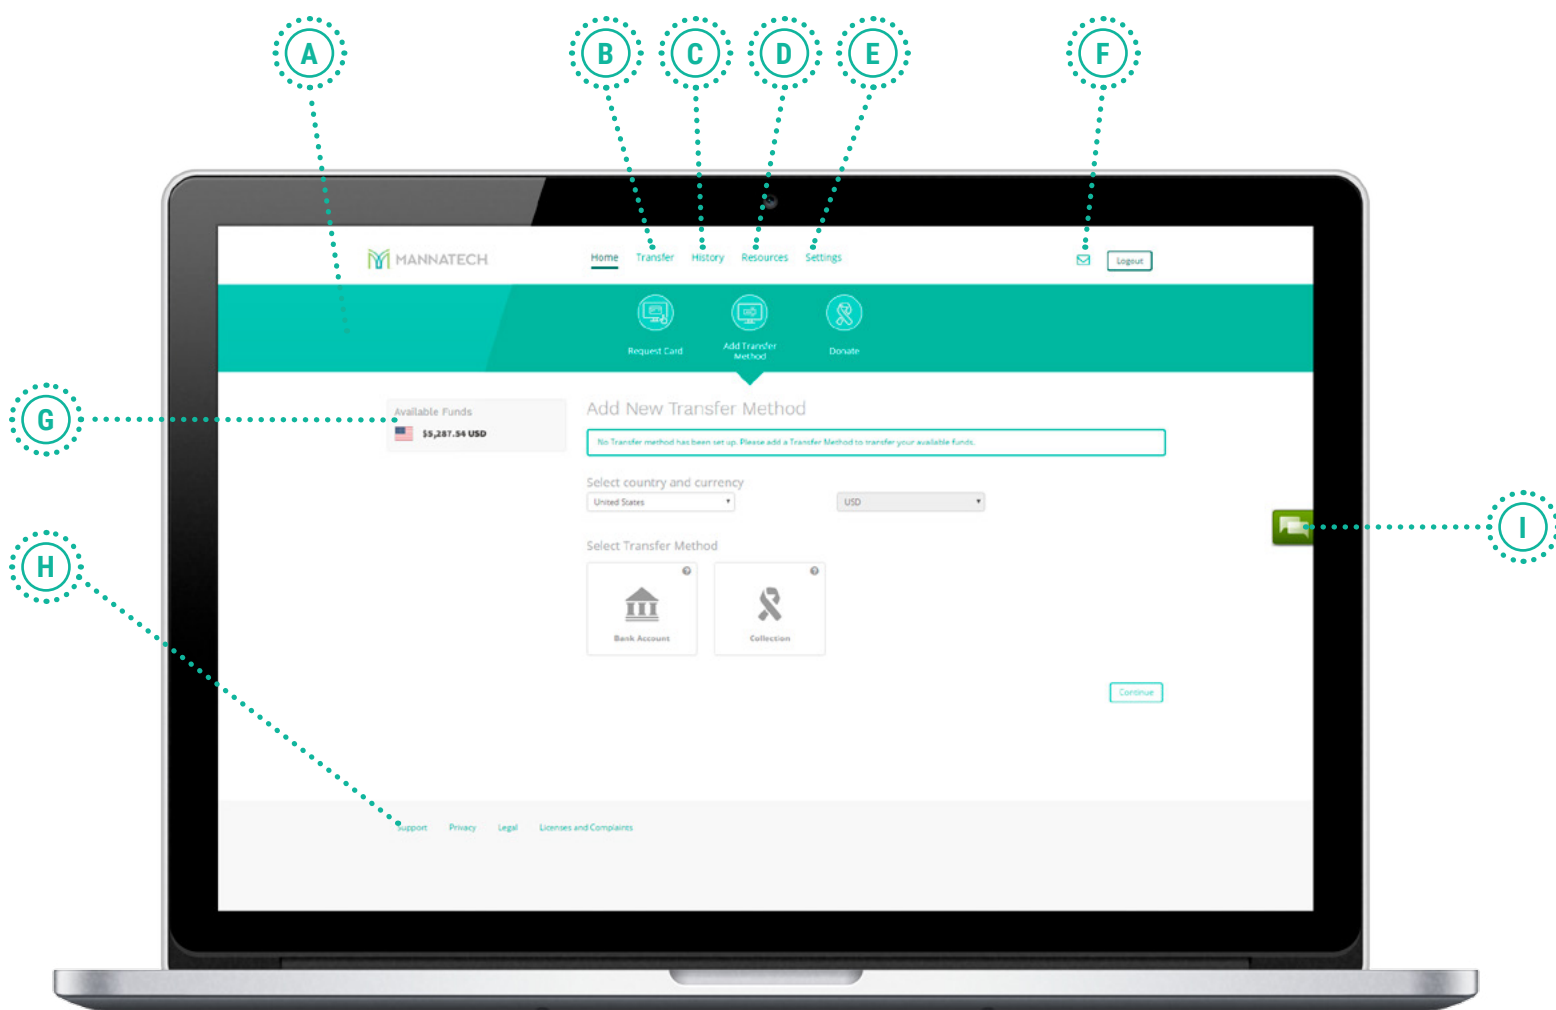 A
B
C
D
E
F
MANNATECH
Home Transfer History Resources Settings
Logout
Request Card
Add Transfer
Method
Donate
G
Available Funds
$5,287.54 USD
Add New Transfer Method
No Transfer method has been set up. Please add a Transfer Method to transfer your available funds.
Select country and currency
United States
USD
I
Select Transfer Method
H
Bank Account
Collection
Continue
Support Privacy Legal Licenses and Complaints